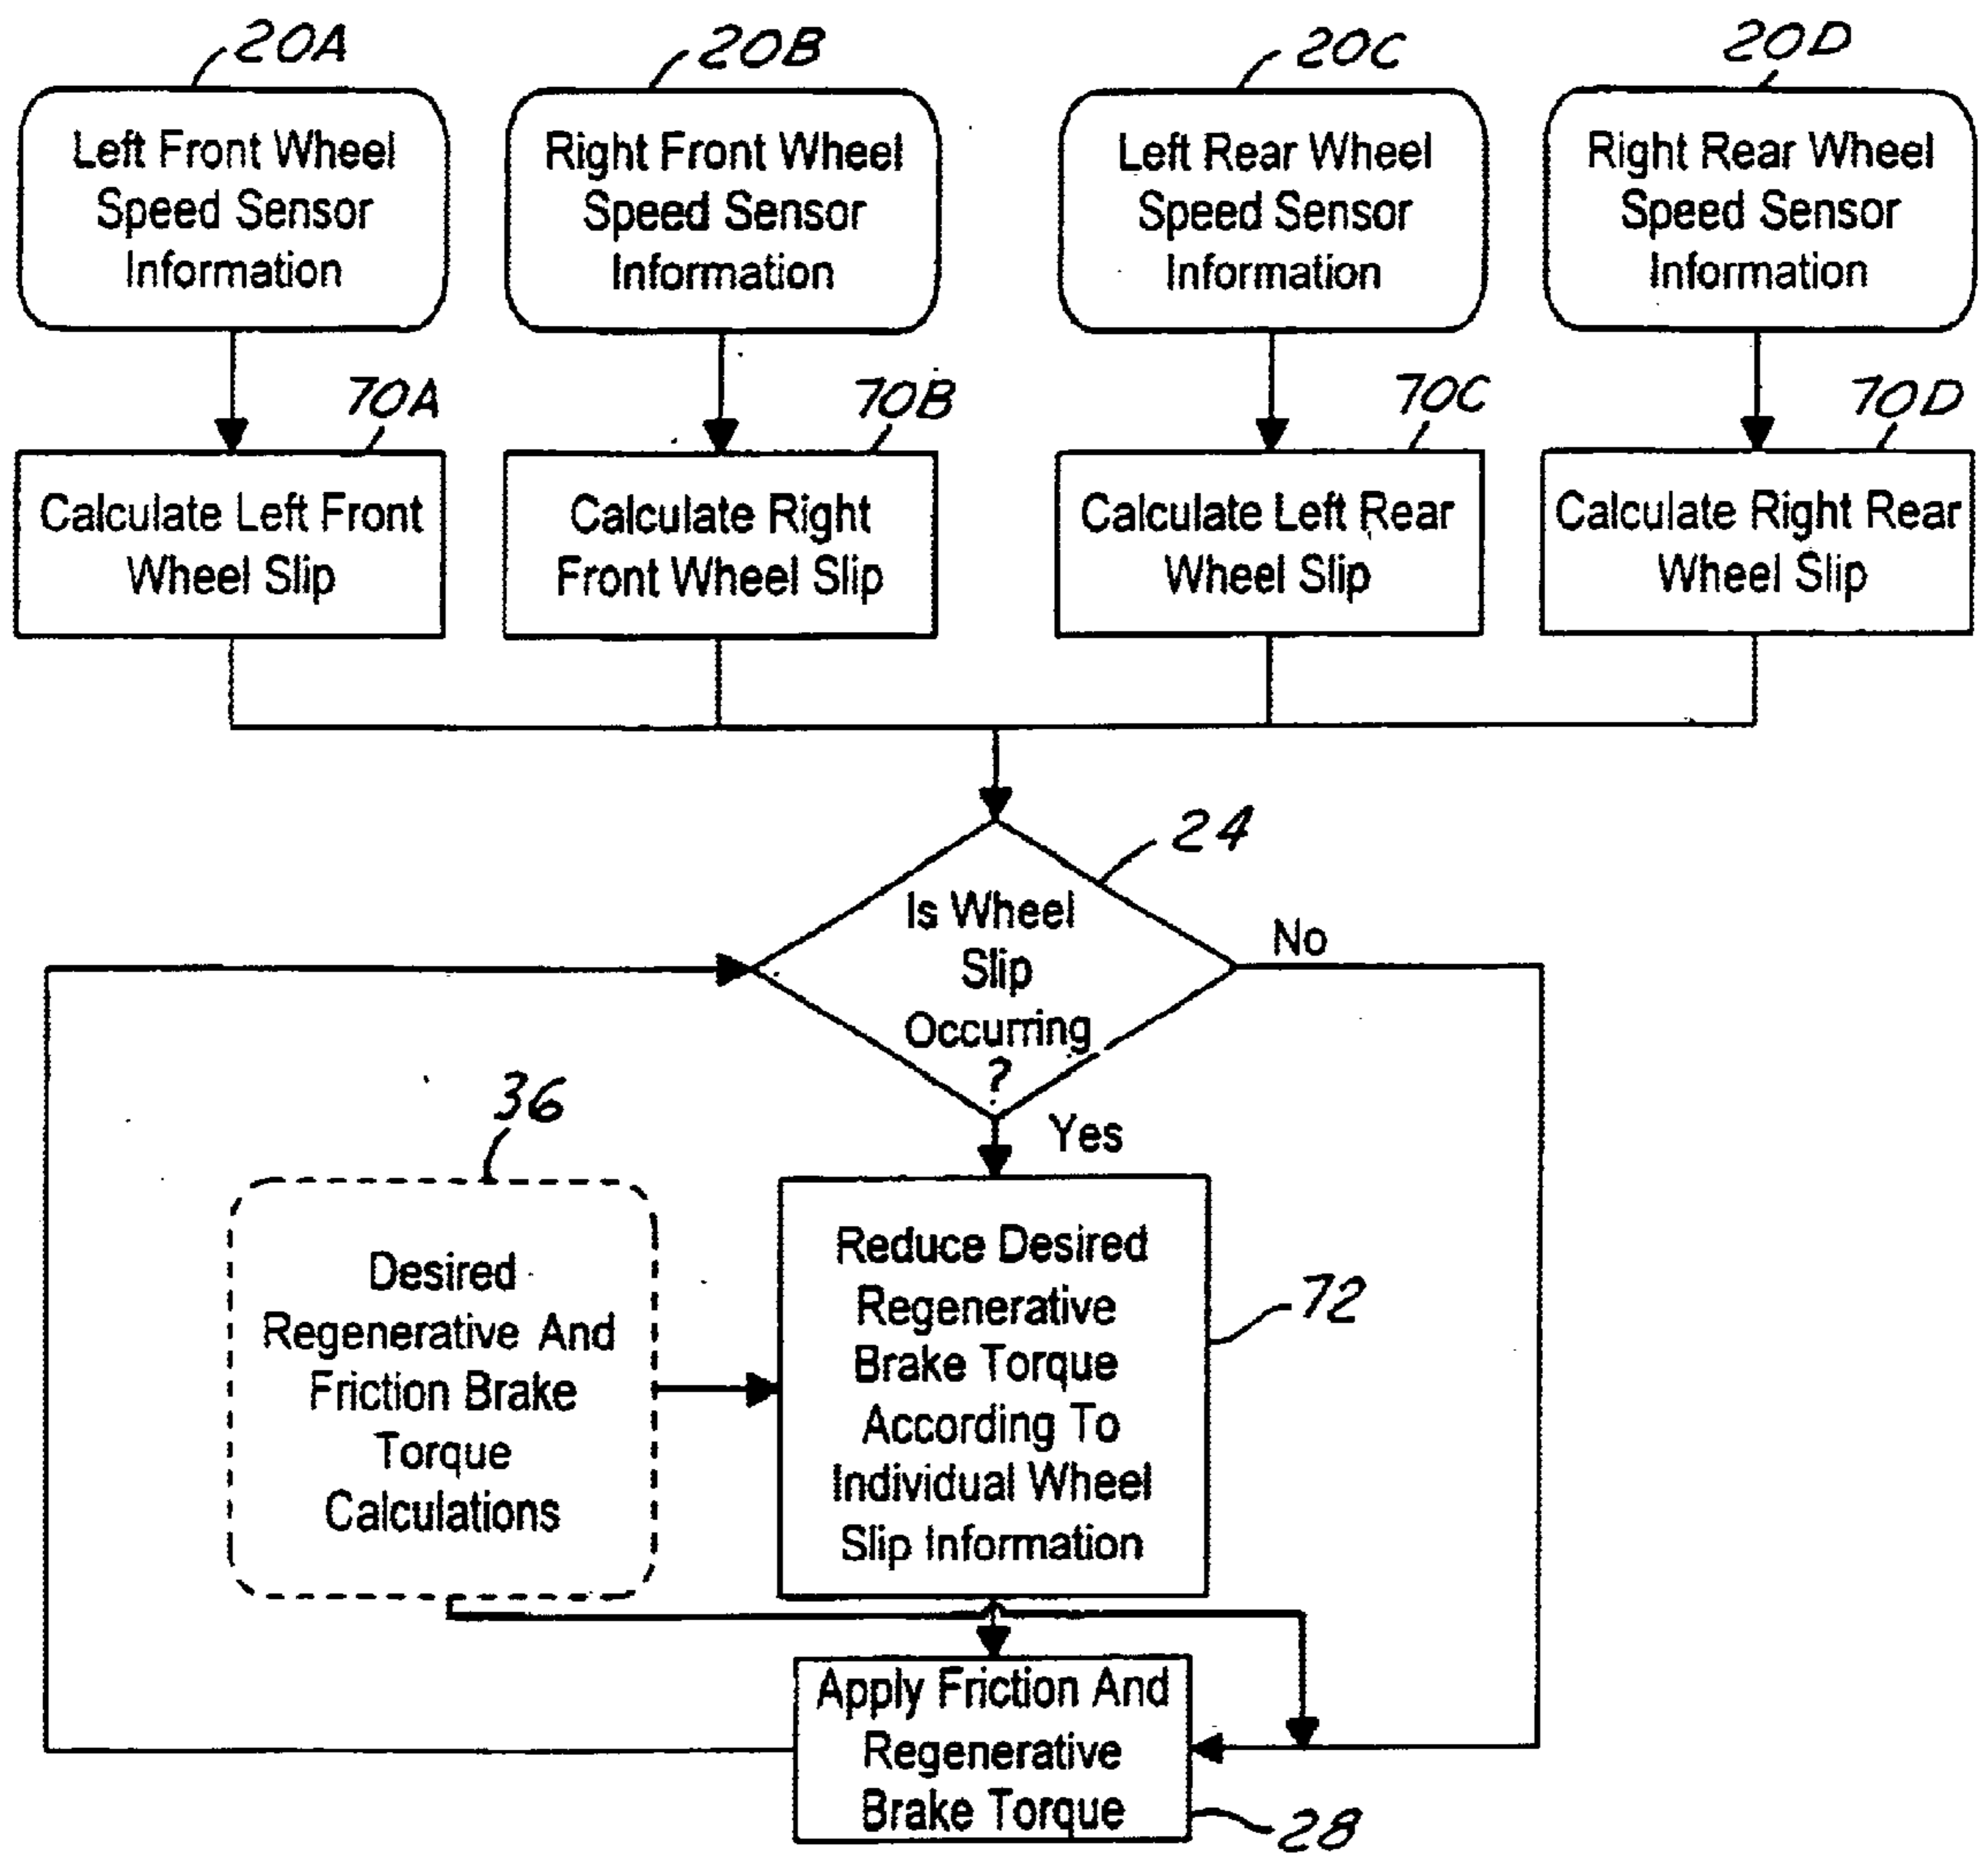 20A
20B
20C
20D
Left Front Wheel
Speed Sensor
Information
Right Front Wheel
Speed Sensor
Information
Left Rear Wheel
Speed Sensor
Information
Right Rear Wheel
Speed Sensor
Information
70A
70B
70C
70D
Calculate Left Front
Wheel Slip
Calculate Right
Front Wheel Slip
Calculate Left Rear
Wheel Slip
Calculate Right Rear
Wheel Slip
24
Is Wheel
Slip
Occurring
?
No
Yes
36
Desired
Regenerative And
Friction Brake
Torque
Calculations
Reduce Desired
Regenerative
Brake Torque
According To
Individual Wheel
Slip Information
72
Apply Friction And
Regenerative
Brake Torque
28